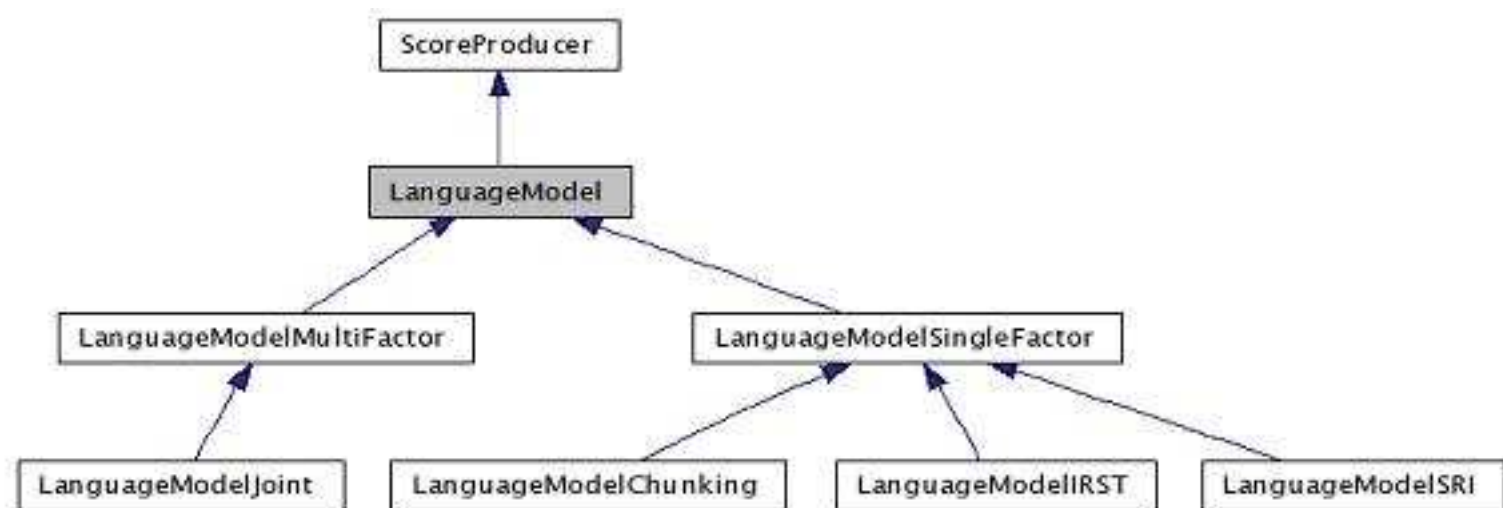 ScoreProducer
LanguageModel
LanguageModelMultiFactor
LanguageModelSingleFactor
LanguageModelJoint
LanguageModelChunking
LanguageModelIRST
LanguageModelSRI